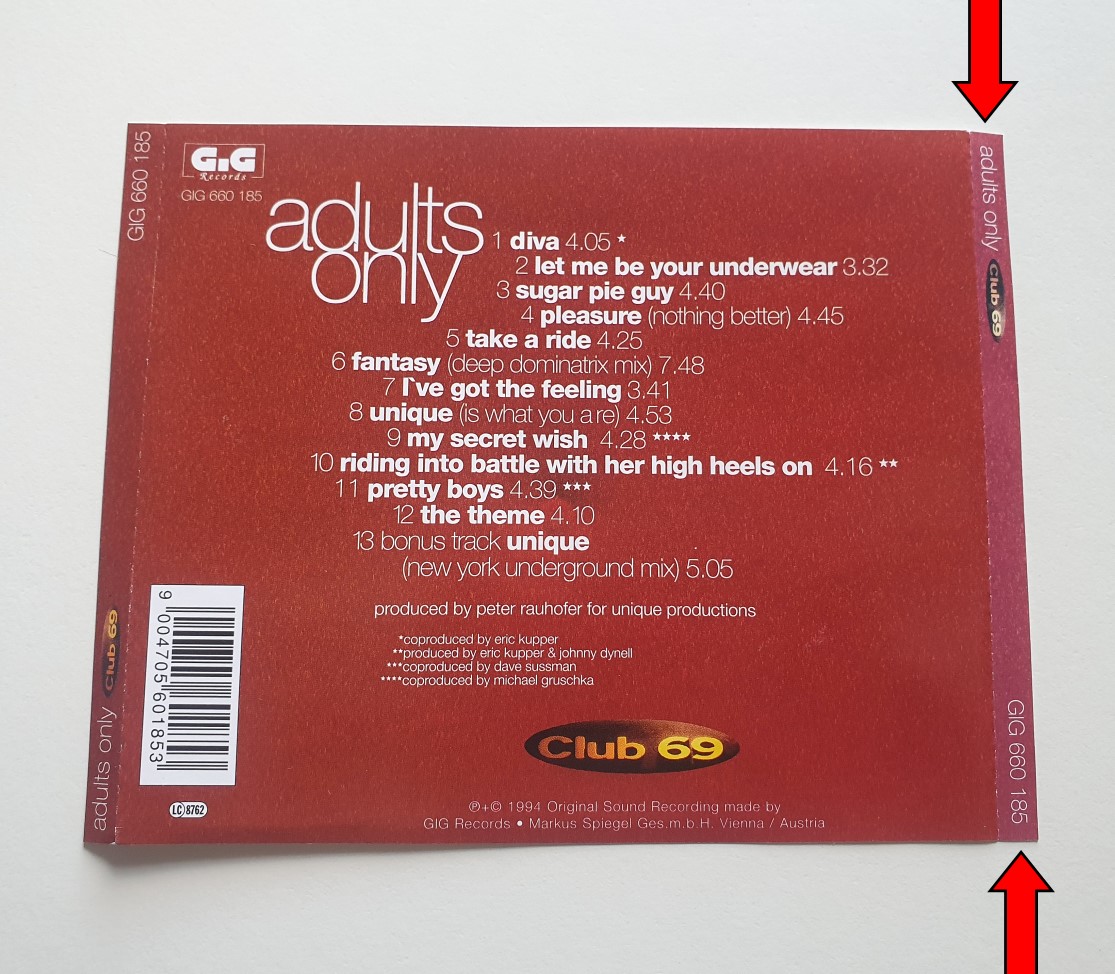 GIG 660 185
adults only Club 69
GiG
Records
GIG 660 185
adults
only
1 diva 4.05 *
2 let me be your underwear 3.32
3 sugar pie guy 4.40
4 pleasure (nothing better) 4.45
5 take a ride 4.25
6 fantasy (deep dominatrix mix) 7.48
7 I`ve got the feeling 3.41
8 unique (is what you are) 4.53
9 my secret wish 4.28 ****
10 riding into battle with her high heels on 4.16 **
11 pretty boys 4.39 ***
12 the theme 4.10
13 bonus track unique
(new york underground mix) 5.05
produced by peter rauhofer for unique productions
*coproduced by eric kupper
**produced by eric kupper & johnny dynell
***coproduced by dave sussman
****coproduced by michael gruschka
Club 69
9 004705 601853
LC 8762
℗+© 1994 Original Sound Recording made by
GIG Records • Markus Spiegel Ges.m.b.H. Vienna / Austria
adults only Club 69
GIG 660 185